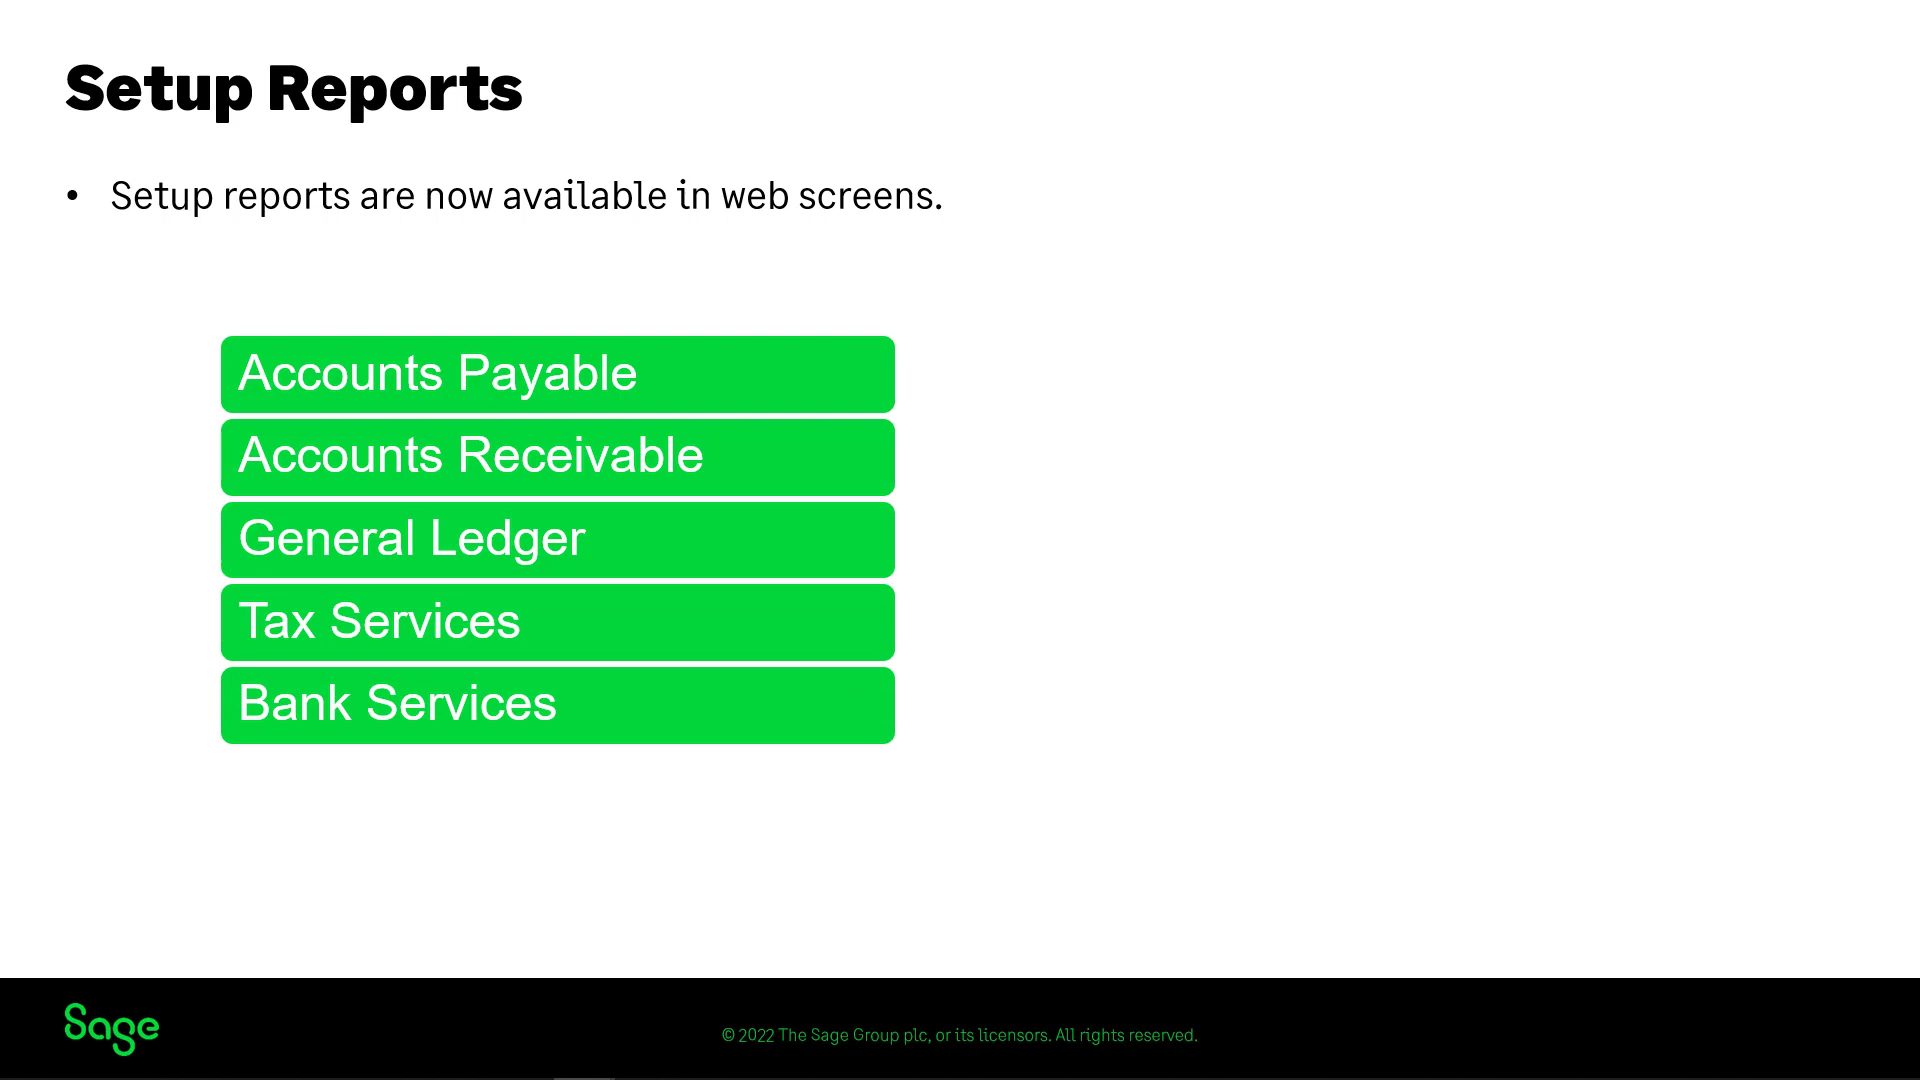 Setup Reports
• Setup reports are now available in web screens.
Accounts Payable
Accounts Receivable
General Ledger
Tax Services
Bank Services
Sage
© 2022 The Sage Group plc, or its licensors. All rights reserved.